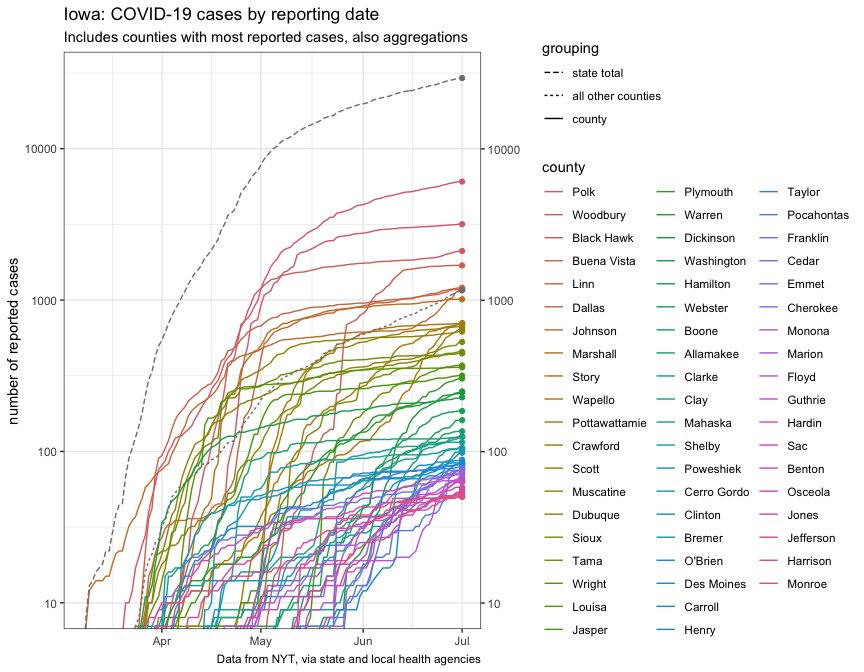 Iowa: COVID-19 cases by reporting date
Includes counties with most reported cases, also aggregations
number of reported cases
10000
1000
100
10
10000
1000
100
10
Apr
May
Jun
Jul
Data from NYT, via state and local health agencies
grouping
state total
all other counties
county
county
Polk
Woodbury
Black Hawk
Buena Vista
Linn
Dallas
Johnson
Marshall
Story
Wapello
Pottawattamie
Crawford
Scott
Muscatine
Dubuque
Sioux
Tama
Wright
Louisa
Jasper
Plymouth
Warren
Dickinson
Washington
Hamilton
Webster
Boone
Allamakee
Clarke
Clay
Mahaska
Shelby
Poweshiek
Cerro Gordo
Clinton
Bremer
O'Brien
Des Moines
Carroll
Henry
Taylor
Pocahontas
Franklin
Cedar
Emmet
Cherokee
Monona
Marion
Floyd
Guthrie
Hardin
Sac
Benton
Osceola
Jones
Jefferson
Harrison
Monroe